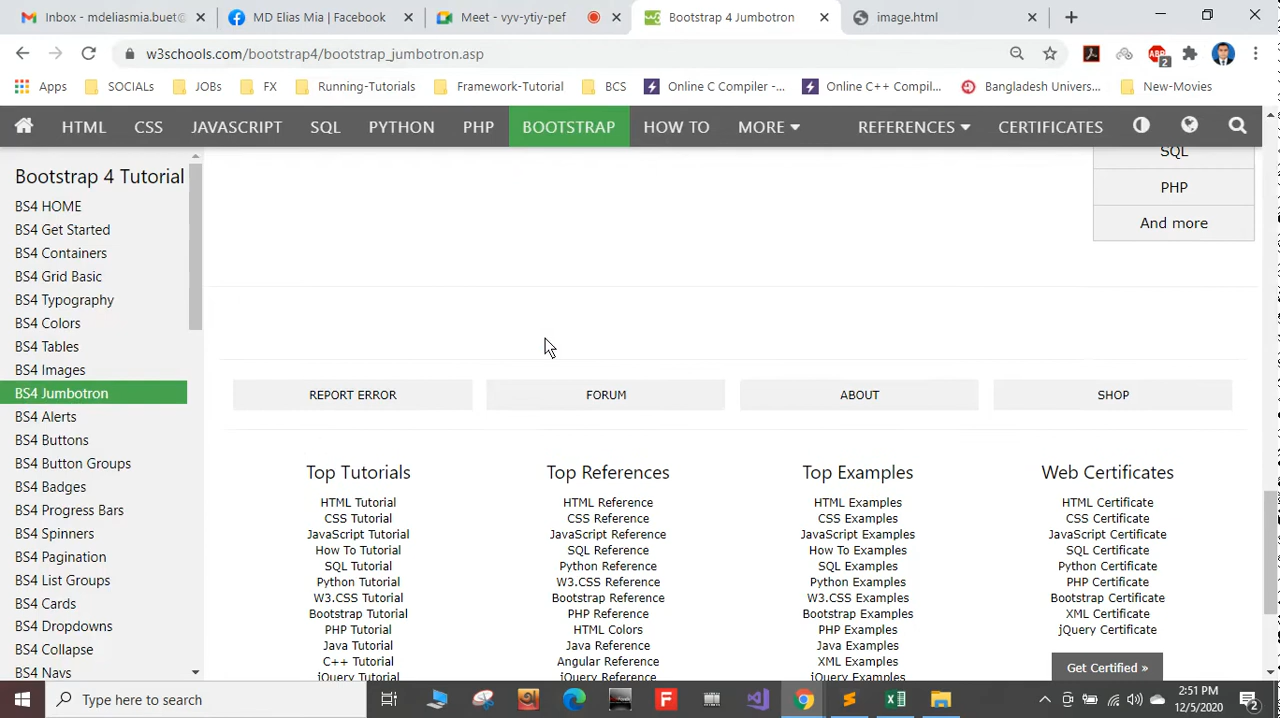 Inbox - mdeliasmia.buet@
MD Elias Mia | Facebook
Meet - vyv-ytiy-pef
Bootstrap 4 Jumbotron
image.html
w3schools.com/bootstrap4/bootstrap_jumbotron.asp
Apps
SOCIALs
JOBs
FX
Running-Tutorials
Framework-Tutorial
BCS
Online C Compiler -...
Online C++ Compil...
Bangladesh Univers...
New-Movies
HTML
CSS
JAVASCRIPT
SQL
PYTHON
PHP
BOOTSTRAP
HOW TO
MORE
REFERENCES
CERTIFICATES
Bootstrap 4 Tutorial
BS4 HOME
BS4 Get Started
BS4 Containers
BS4 Grid Basic
BS4 Typography
BS4 Colors
BS4 Tables
BS4 Images
BS4 Jumbotron
BS4 Alerts
BS4 Buttons
BS4 Button Groups
BS4 Badges
BS4 Progress Bars
BS4 Spinners
BS4 Pagination
BS4 List Groups
BS4 Cards
BS4 Dropdowns
BS4 Collapse
BS4 Navs
SQL
PHP
And more
REPORT ERROR
FORUM
ABOUT
SHOP
Top Tutorials
HTML Tutorial
CSS Tutorial
JavaScript Tutorial
How To Tutorial
SQL Tutorial
Python Tutorial
W3.CSS Tutorial
Bootstrap Tutorial
PHP Tutorial
Java Tutorial
C++ Tutorial
jQuery Tutorial
Top References
HTML Reference
CSS Reference
JavaScript Reference
SQL Reference
Python Reference
W3.CSS Reference
Bootstrap Reference
PHP Reference
HTML Colors
Java Reference
Angular Reference
jQuery Reference
Top Examples
HTML Examples
CSS Examples
JavaScript Examples
How To Examples
SQL Examples
Python Examples
W3.CSS Examples
Bootstrap Examples
PHP Examples
Java Examples
XML Examples
jQuery Examples
Web Certificates
HTML Certificate
CSS Certificate
JavaScript Certificate
SQL Certificate
Python Certificate
PHP Certificate
Bootstrap Certificate
XML Certificate
jQuery Certificate
Get Certified »
Type here to search
2:51 PM
12/5/2020
2